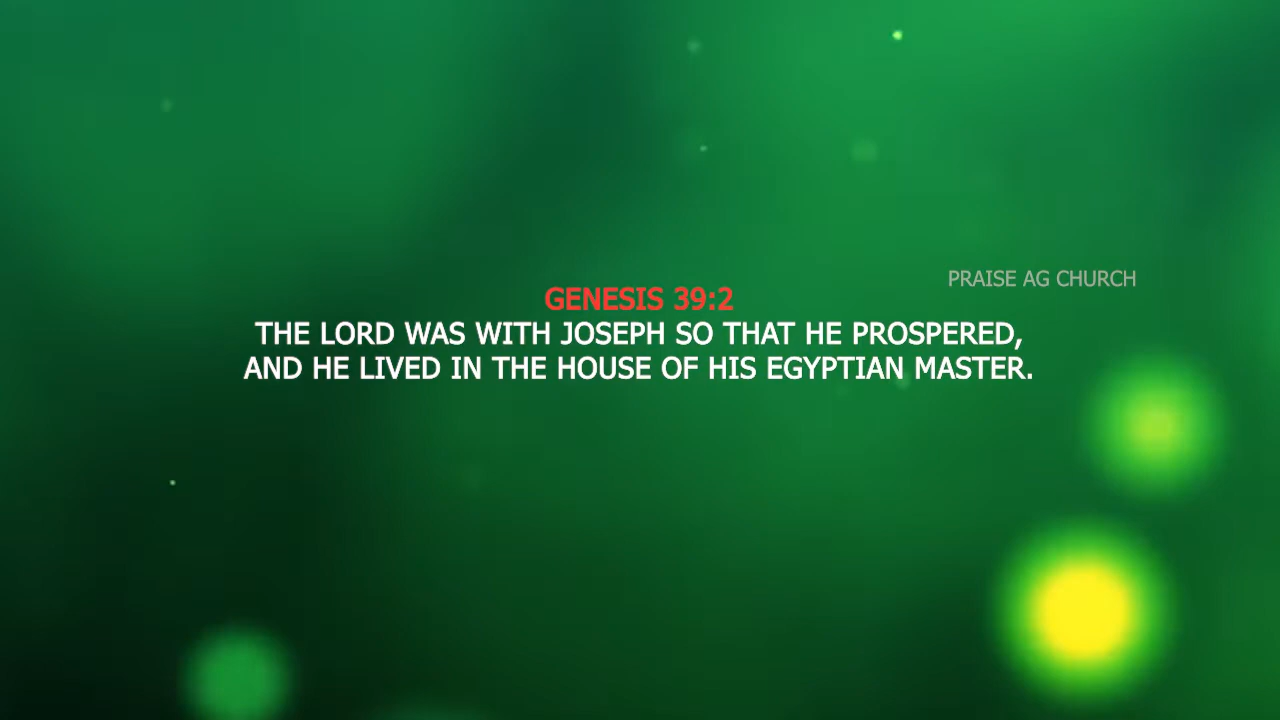 PRAISE AG CHURCH
GENESIS 39:2
THE LORD WAS WITH JOSEPH SO THAT HE PROSPERED,
AND HE LIVED IN THE HOUSE OF HIS EGYPTIAN MASTER.